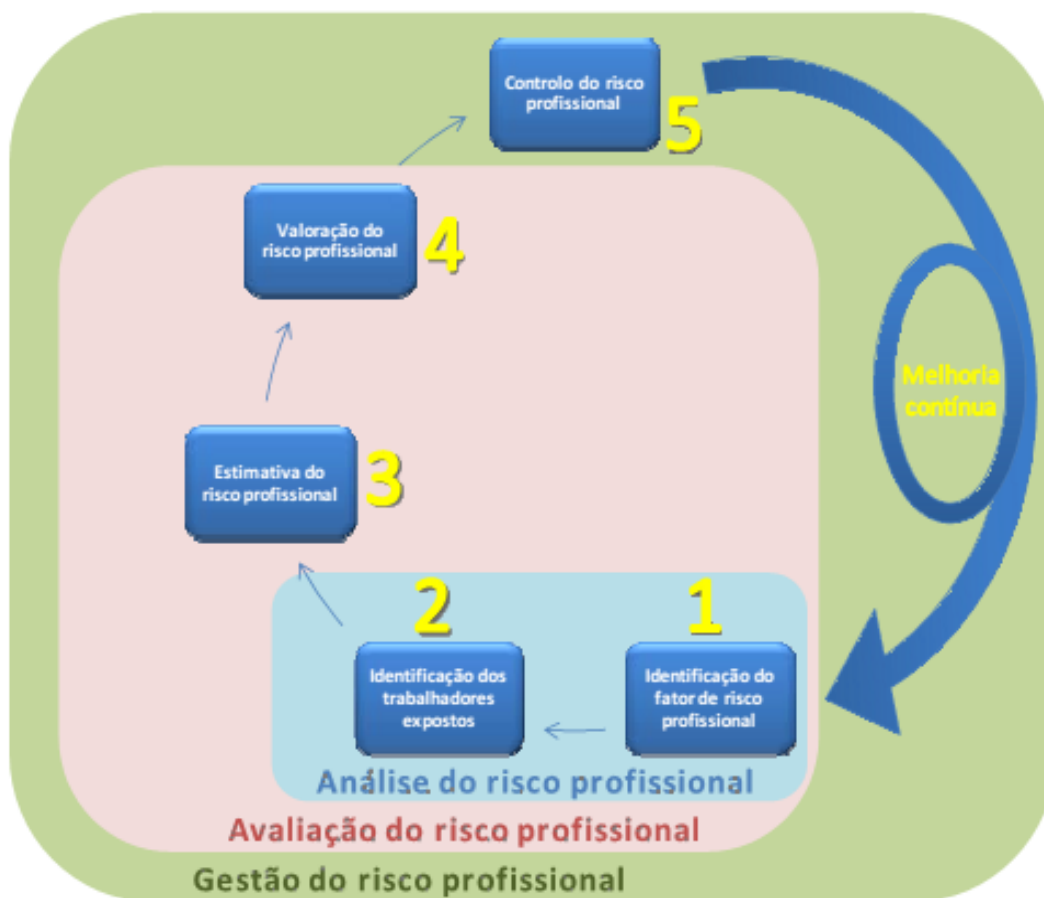 Controlo do risco
profissional
5
Valoração do
risco profissional
4
Melhoria
contínua
Estimativa do
risco profissional
3
2
1
Identificação dos
trabalhadores
expostos
Identificação do
fator de risco
profissional
Análise do risco profissional
Avaliação do risco profissional
Gestão do risco profissional